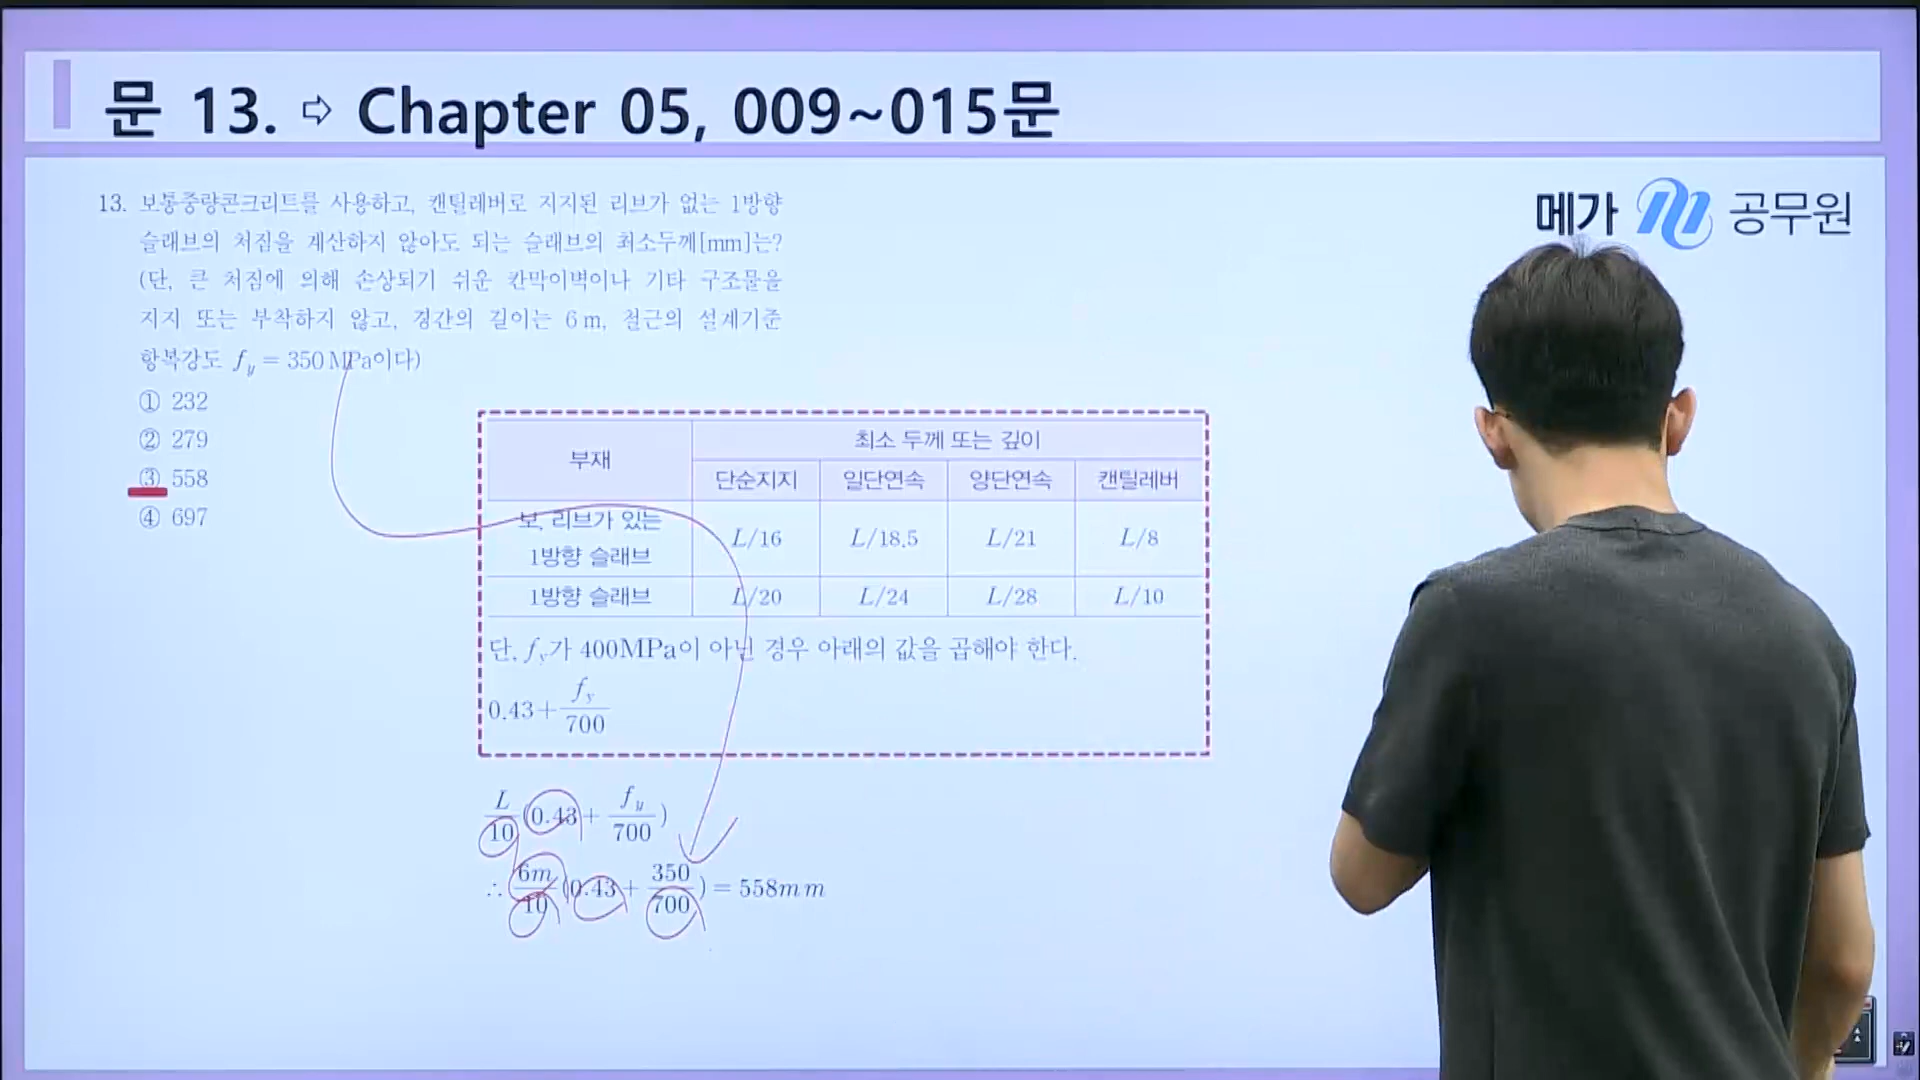 문 13. ⇨ Chapter 05, 009~015문
메가 공무원
13. 보통중량콘크리트를 사용하고, 캔틸레버로 지지된 리브가 없는 1방향
슬래브의 처짐을 계산하지 않아도 되는 슬래브의 최소두께[mm]는?
(단, 큰 처짐에 의해 손상되기 쉬운 칸막이벽이나 기타 구조물을
지지 또는 부착하지 않고, 경간의 길이는 6 m, 철근의 설계기준
항복강도 f_y = 350 MPa이다)
① 232
② 279
③ 558
④ 697
부재 최소 두께 또는 깊이
단순지지 일단연속 양단연속 캔틸레버
보, 리브가 있는
1방향 슬래브 L/16 L/18.5 L/21 L/8
1방향 슬래브 L/20 L/24 L/28 L/10
단, f_y가 400MPa이 아닌 경우 아래의 값을 곱해야 한다.
0.43+f_y/700
L/10(0.43+f_y/700)
∴ 6m/10(0.43+350/700)=558mm